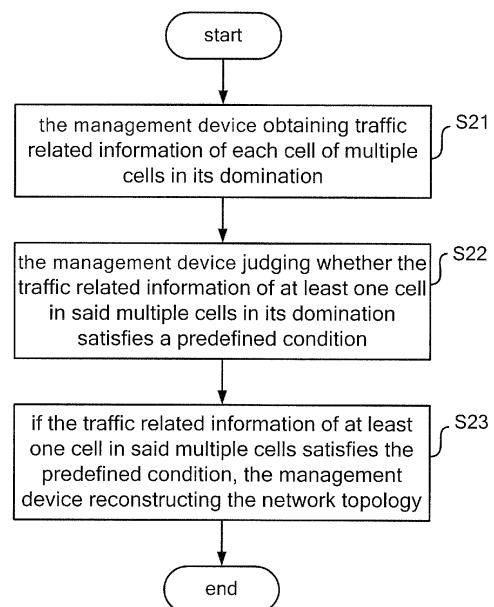 start
the management device obtaining traffic
related information of each cell of multiple
cells in its domination
S21
the management device judging whether the
traffic related information of at least one cell
in said multiple cells in its domination
satisfies a predefined condition
S22
if the traffic related information of at least
one cell in said multiple cells satisfies the
predefined condition, the management
device reconstructing the network topology
S23
end